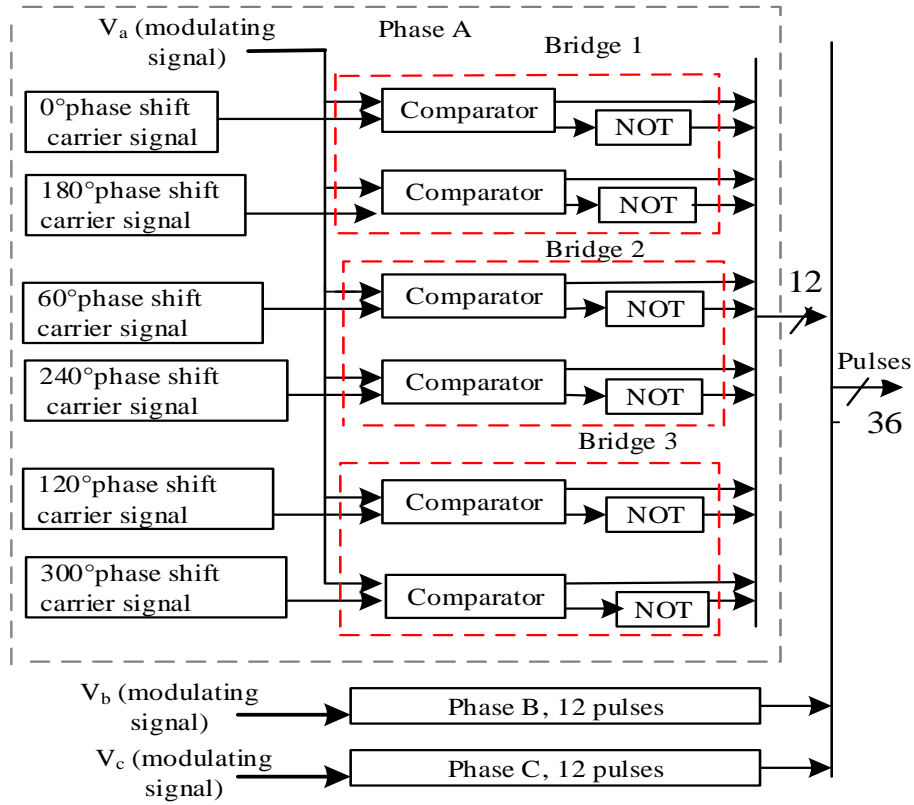 Vₐ (modulating
signal)
Phase A
Bridge 1
0°phase shift
carrier signal
Comparator
NOT
180°phase shift
carrier signal
Comparator
NOT
Bridge 2
60°phase shift
carrier signal
Comparator
NOT
12
240°phase shift
carrier signal
Comparator
NOT
Pulses
36
Bridge 3
120°phase shift
carrier signal
Comparator
NOT
300°phase shift
carrier signal
Comparator
NOT
V_b (modulating
signal)
Phase B, 12 pulses
V_c (modulating
signal)
Phase C, 12 pulses